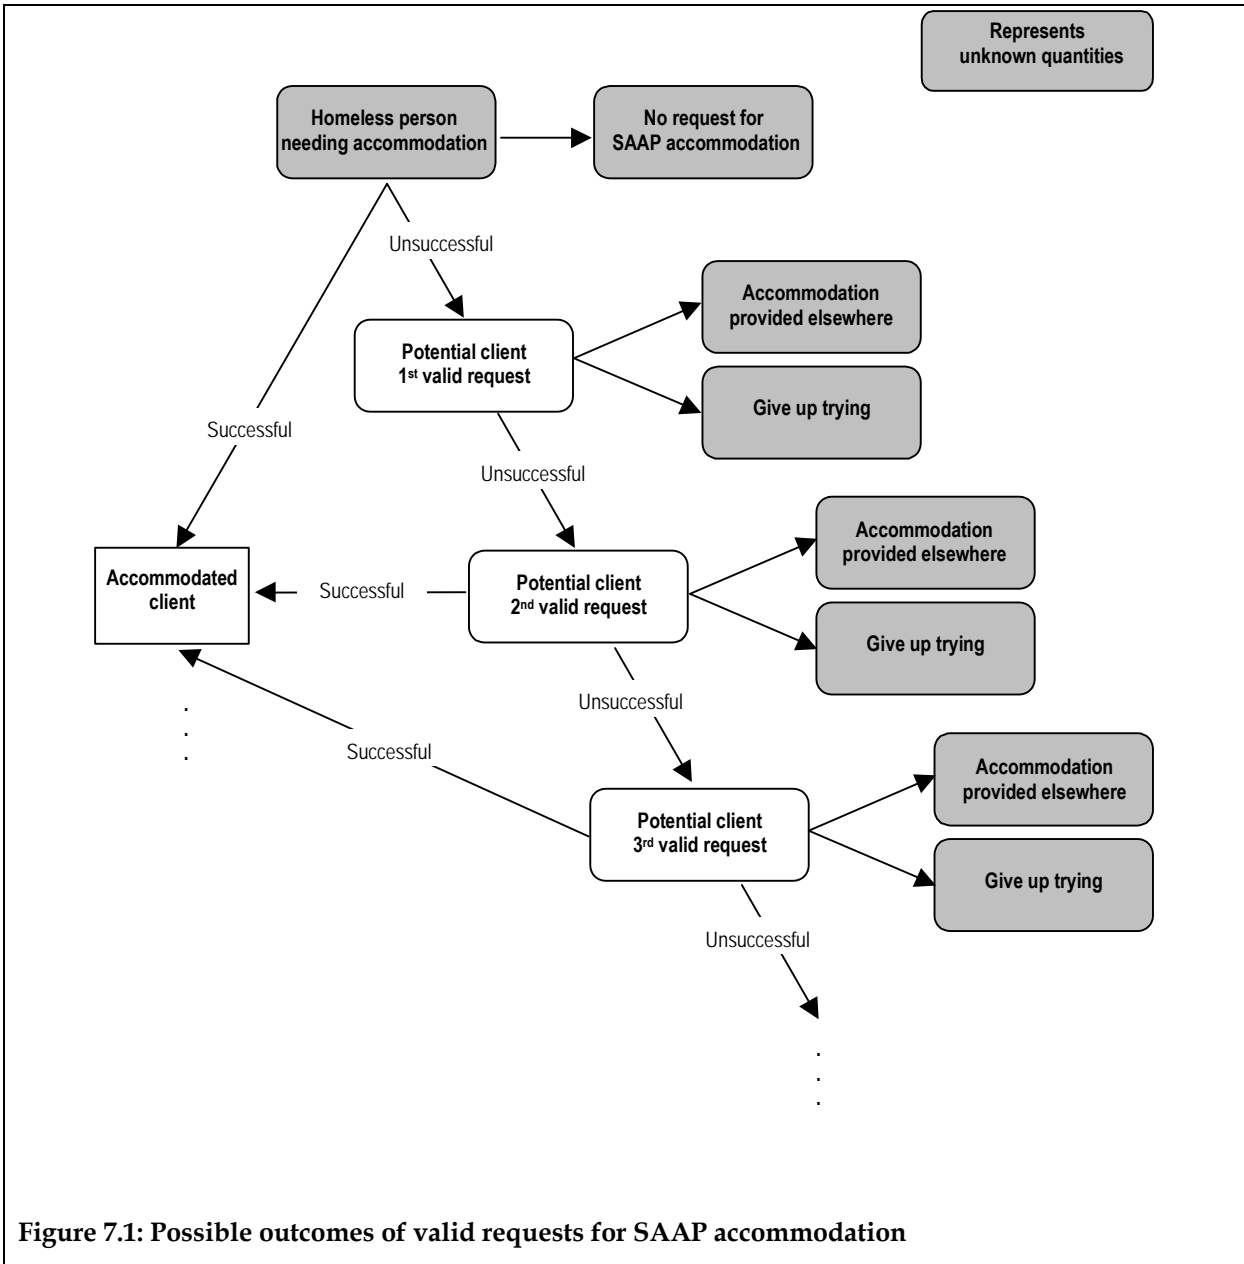 Represents
unknown quantities
Homeless person
needing accommodation
No request for
SAAP accommodation
Unsuccessful
Accommodation
provided elsewhere
Potential client
1st valid request
Give up trying
Successful
Unsuccessful
Accommodation
provided elsewhere
Accommodated
client
Successful
Potential client
2nd valid request
Give up trying
Unsuccessful
.
.
.
Successful
Accommodation
provided elsewhere
Potential client
3rd valid request
Give up trying
Unsuccessful
.
.
.
Figure 7.1: Possible outcomes of valid requests for SAAP accommodation